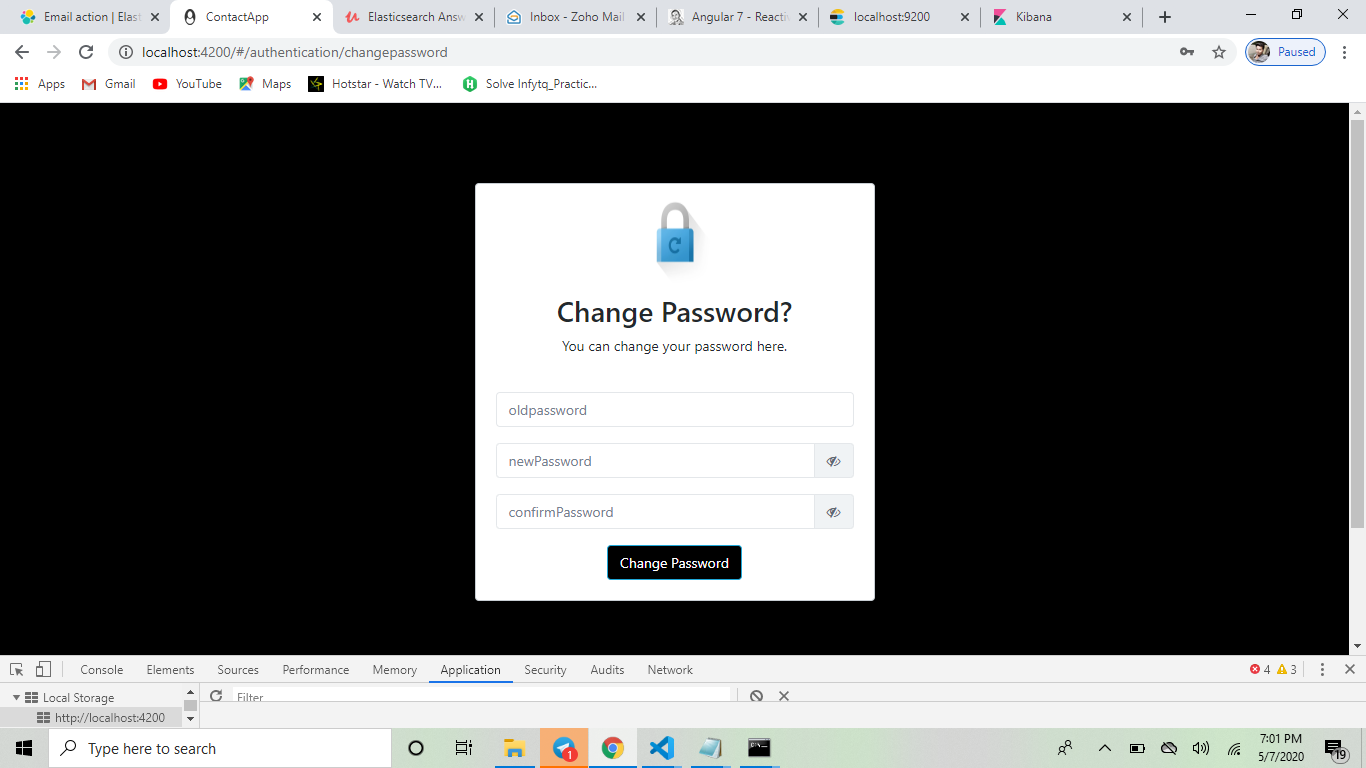 Email action | Elast
ContactApp
Elasticsearch Answ
Inbox - Zoho Mail
Angular 7 - Reacti
localhost:9200
Kibana
localhost:4200/#/authentication/changepassword
Paused
Apps
Gmail
YouTube
Maps
Hotstar - Watch TV...
Solve Infytq_Practic...
Change Password?
You can change your password here.
oldpassword
newPassword
confirmPassword
Change Password
Console
Elements
Sources
Performance
Memory
Application
Security
Audits
Network
4
3
Local Storage
Filter
http://localhost:4200
Type here to search
1
7:01 PM
5/7/2020
19